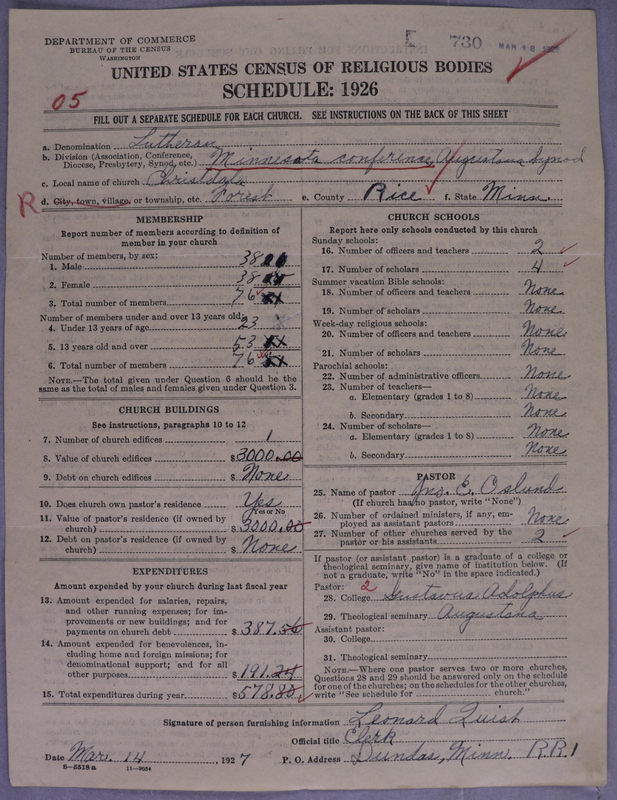 DEPARTMENT OF COMMERCE
BUREAU OF THE CENSUS
WASHINGTON
730
MAR 18
UNITED STATES CENSUS OF RELIGIOUS BODIES
SCHEDULE: 1926
05
FILL OUT A SEPARATE SCHEDULE FOR EACH CHURCH. SEE INSTRUCTIONS ON THE BACK OF THIS SHEET
a. Denomination Lutheran
b. Division (Association, Conference, Diocese, Presbytery, Synod, etc.) Minnesota conference, Augustana Synod
c. Local name of church Christdala
R d. City, town, village, or township, etc. Forest e. County Rice f. State Minn.
MEMBERSHIP
Report number of members according to definition of
member in your church
Number of members, by sex:
1. Male 38
2. Female 38
3. Total number of members 76
Number of members under and over 13 years old:
4. Under 13 years of age 23
5. 13 years old and over 53
6. Total number of members 76
NOTE.—The total given under Question 6 should be the
same as the total of males and females given under Question 3.
CHURCH BUILDINGS
See instructions, paragraphs 10 to 12
7. Number of church edifices 1
8. Value of church edifices $3000.00
9. Debt on church edifices $ None
10. Does church own pastor's residence? Yes
Yes or No
11. Value of pastor's residence (if owned by
church) $3000.00
12. Debt on pastor's residence (if owned by
church) $ None
EXPENDITURES
Amount expended by your church during last fiscal year
13. Amount expended for salaries, repairs,
and other running expenses; for im-
provements or new buildings; and for
payments on church debt $ 387.56
14. Amount expended for benevolences, in-
cluding home and foreign missions; for
denominational support; and for all
other purposes $191.24
15. Total expenditures during year $578.80
CHURCH SCHOOLS
Report here only schools conducted by this church
Sunday schools:
16. Number of officers and teachers 2
17. Number of scholars 4
Summer vacation Bible schools:
18. Number of officers and teachers None
19. Number of scholars None
Week-day religious schools:
20. Number of officers and teachers None
21. Number of scholars None
Parochial schools:
22. Number of administrative officers None
23. Number of teachers—
a. Elementary (grades 1 to 8) None
b. Secondary None
24. Number of scholars—
a. Elementary (grades 1 to 8) None
b. Secondary None
PASTOR
25. Name of pastor Jno. E. Oslund
(If church has no pastor, write "None")
26. Number of ordained ministers, if any, em-
ployed as assistant pastors None
27. Number of other churches served by the
pastor or his assistants 2
If pastor (or assistant pastor) is a graduate of a college or
theological seminary, give name of institution below. (If
not a graduate, write "No" in the space indicated.)
Pastor: 2
28. College Gustavus Adolphus
29. Theological seminary Augustana
Assistant pastor:
30. College
31. Theological seminary
NOTE.—Where one pastor serves two or more churches,
Questions 28 and 29 should be answered only on the schedule
for one of the churches; on the schedules for the other churches,
write "See schedule for church."
Signature of person furnishing information Leonard Quist
Official title Clerk
Date Mar. 14, 1927 P. O. Address Dundas, Minn. R.R. 1
6-5518 a 11-9024